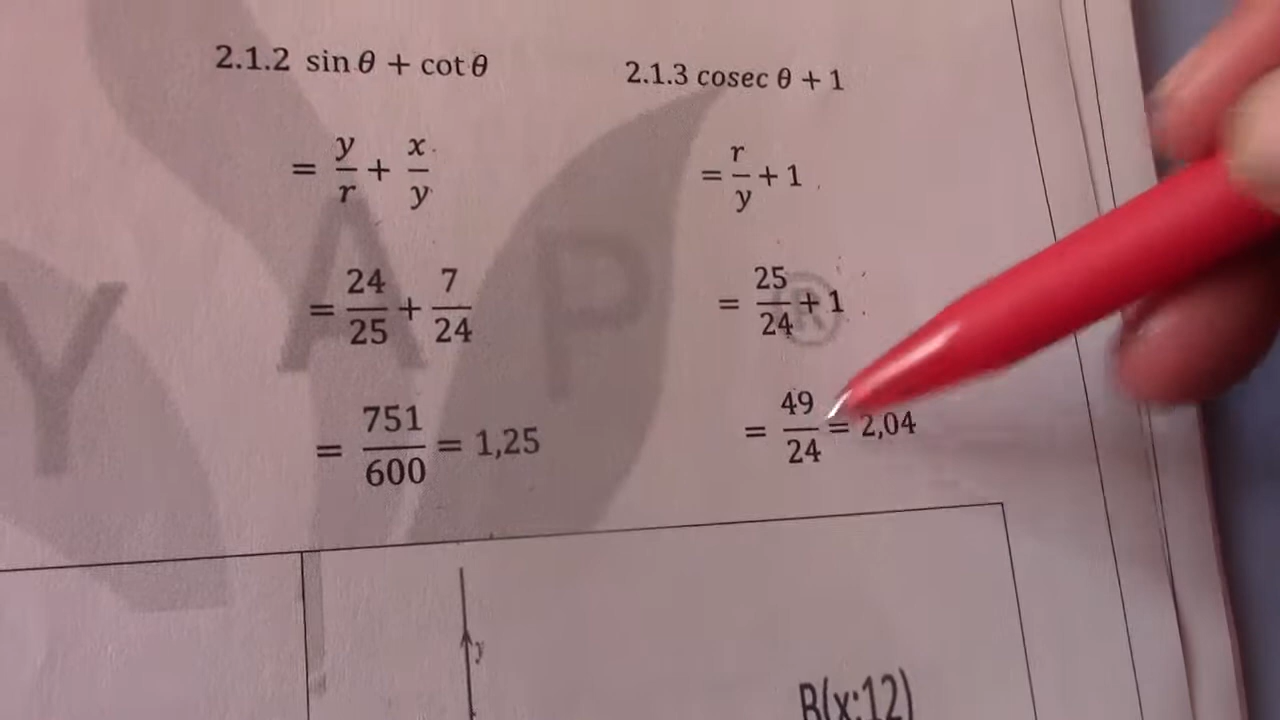 2.1.2 sin θ + cot θ
= y/r + x/y
= 24/25 + 7/24
= 751/600 = 1,25
2.1.3 cosec θ + 1
= r/y + 1
= 25/24 + 1
= 49/24 = 2,04
Y A P ®
y
R(x;12)